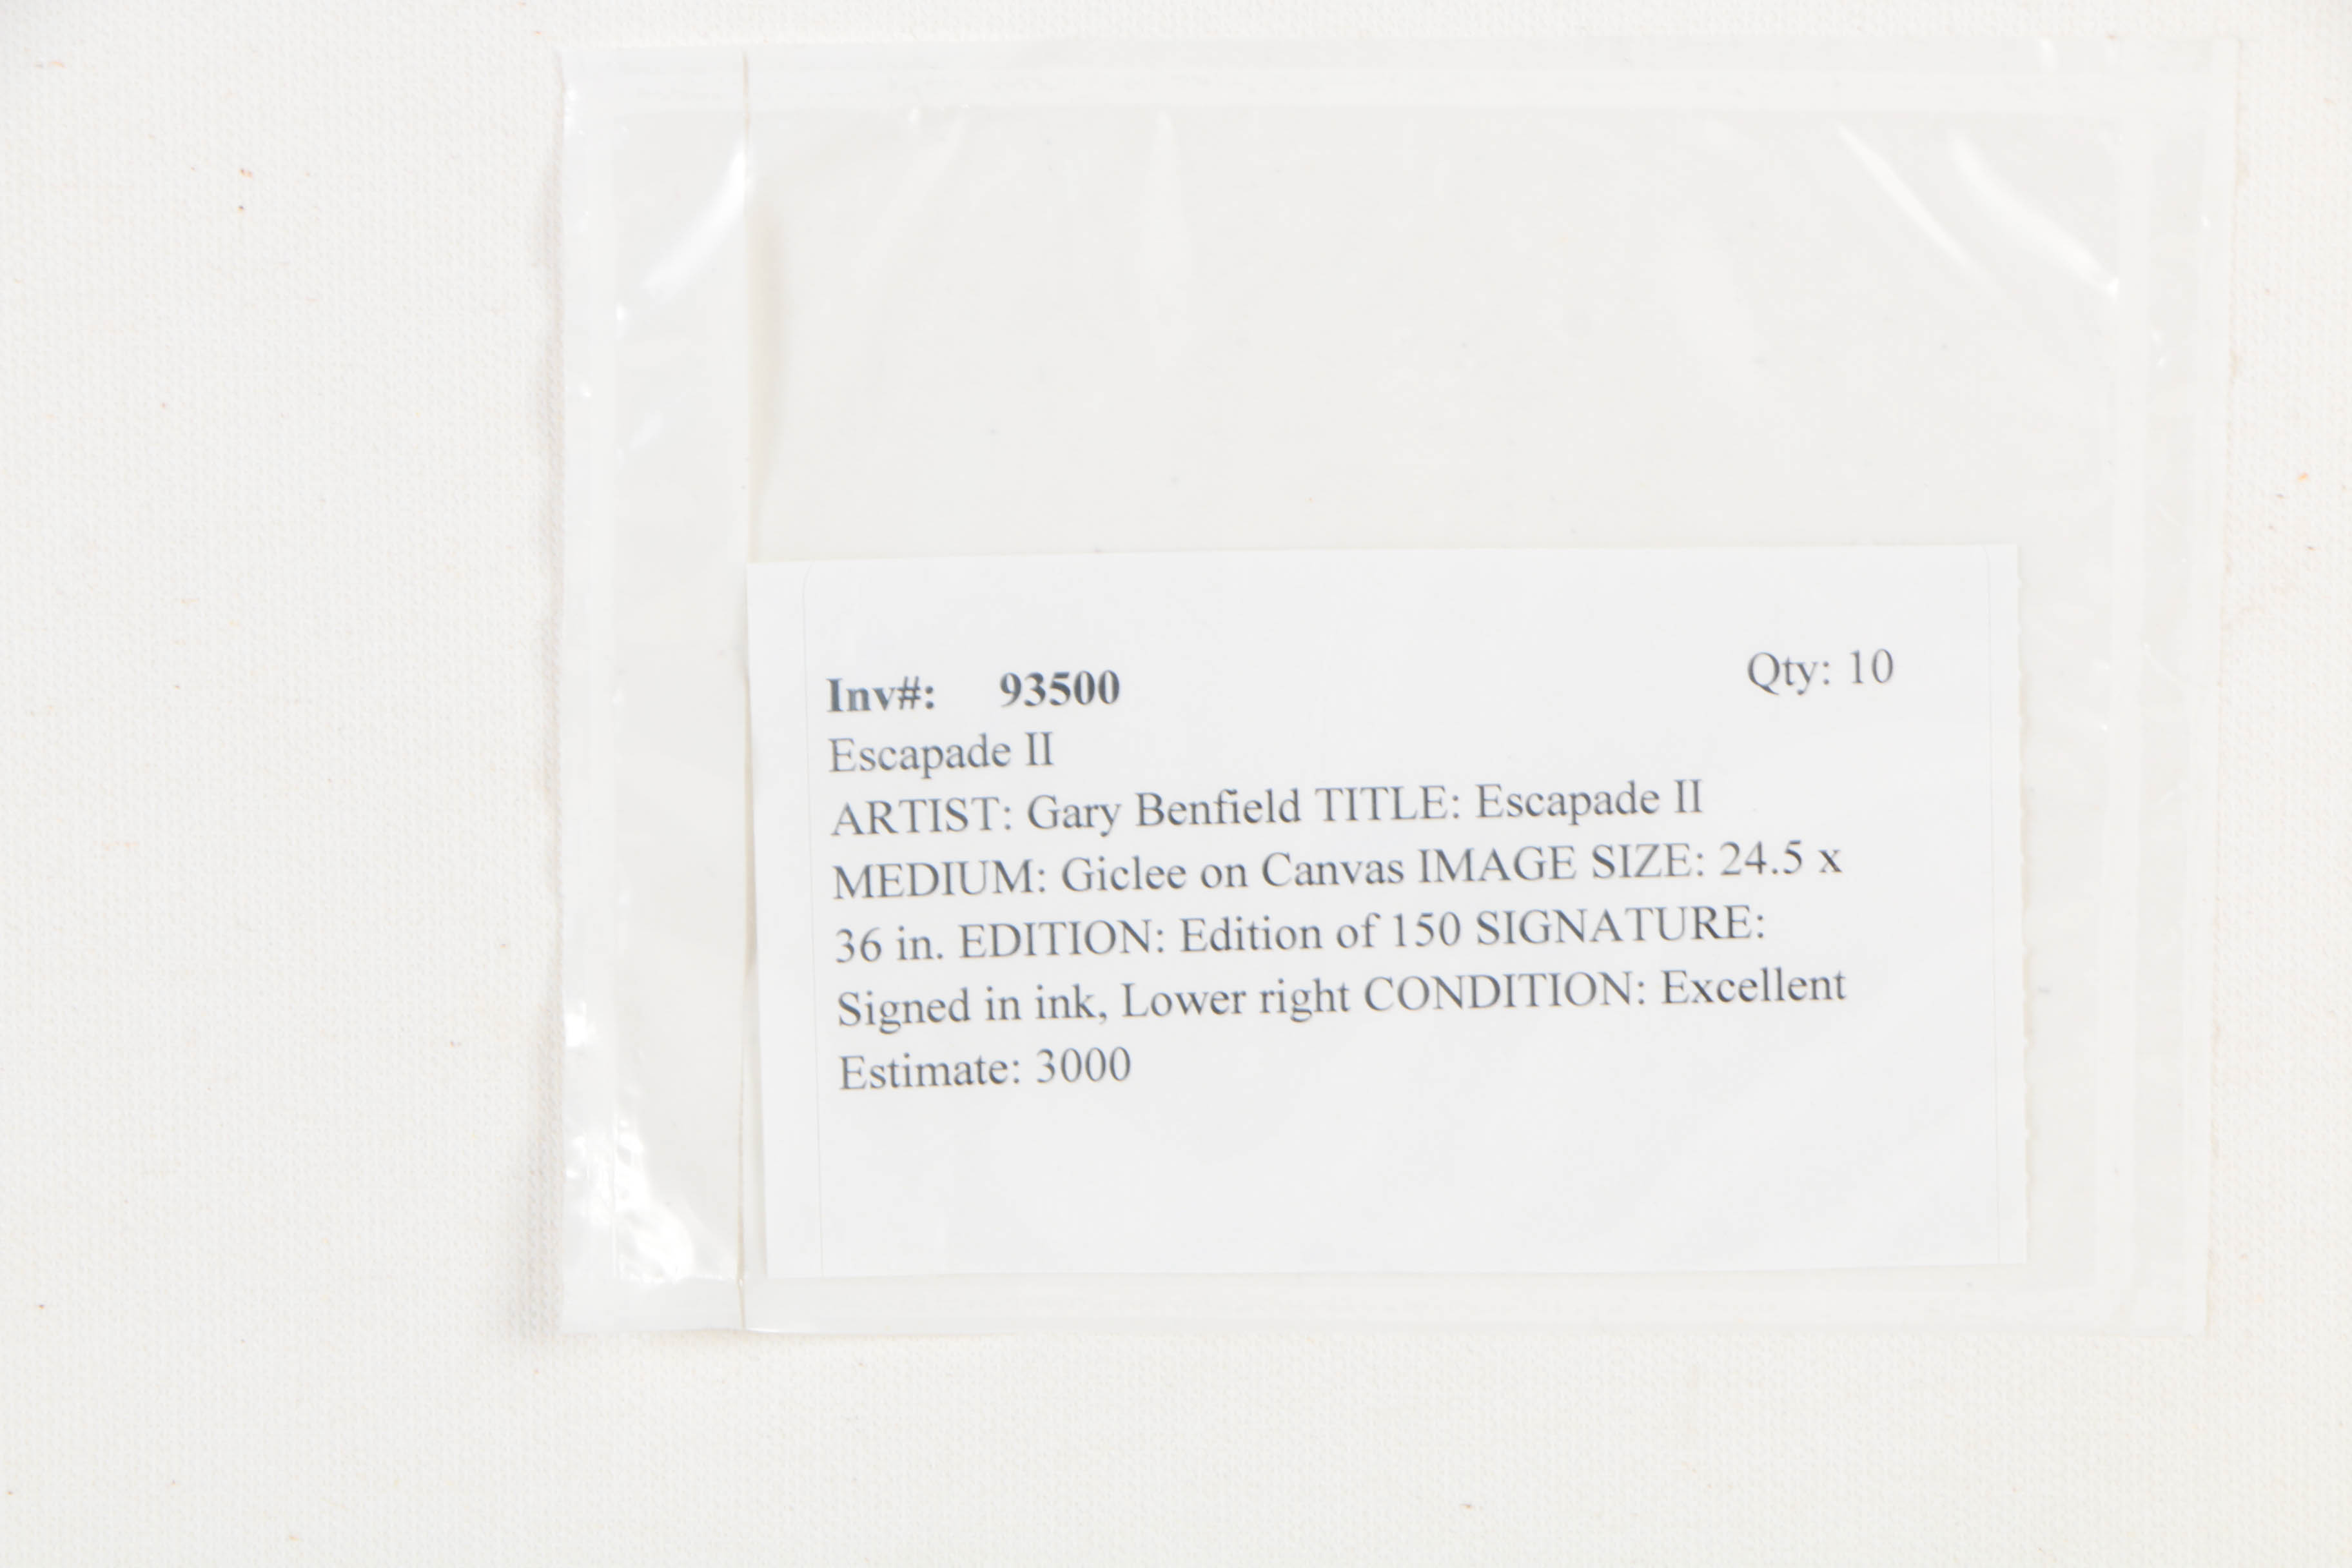 Inv#: 93500 Qty: 10
Escapade II
ARTIST: Gary Benfield TITLE: Escapade II
MEDIUM: Giclee on Canvas IMAGE SIZE: 24.5 x
36 in. EDITION: Edition of 150 SIGNATURE:
Signed in ink, Lower right CONDITION: Excellent
Estimate: 3000